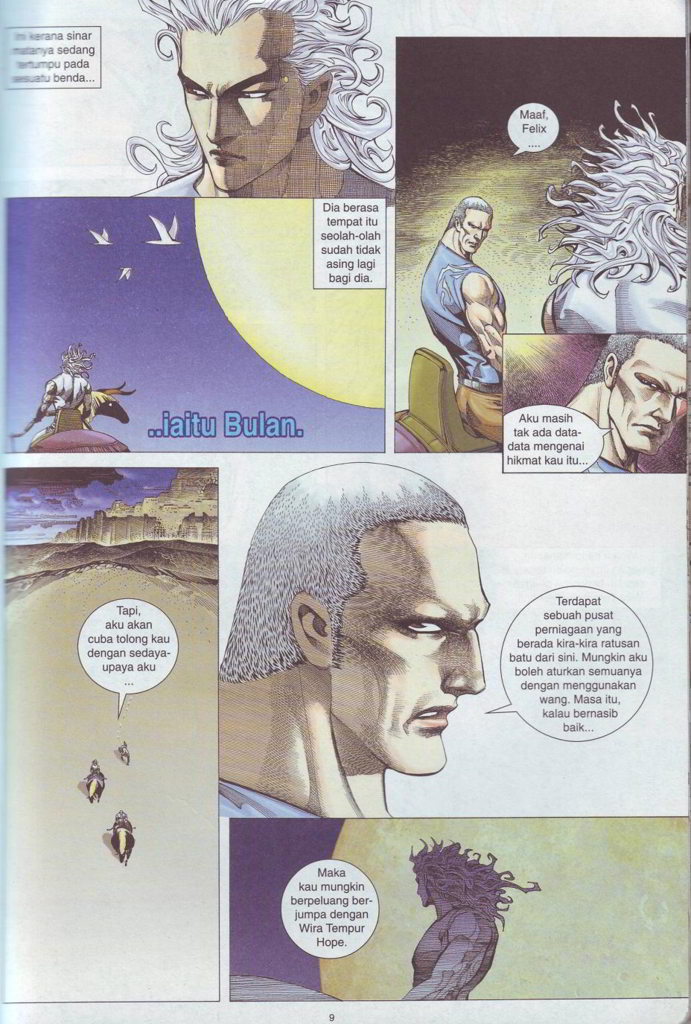 Ini kerana sinar
matanya sedang
tertumpu pada
sesuatu benda...
Maaf,
Felix
....
Dia berasa
tempat itu
seolah-olah
sudah tidak
asing lagi
bagi dia.
..iaitu Bulan.
Aku masih
tak ada data-
data mengenai
hikmat kau itu...
Tapi,
aku akan
cuba tolong kau
dengan sedaya-
upaya aku
...
Terdapat
sebuah pusat
perniagaan yang
berada kira-kira ratusan
batu dari sini. Mungkin aku
boleh aturkan semuanya
dengan menggunakan
wang. Masa itu,
kalau bernasib
baik...
Maka
kau mungkin
berpeluang ber-
jumpa dengan
Wira Tempur
Hope.
9